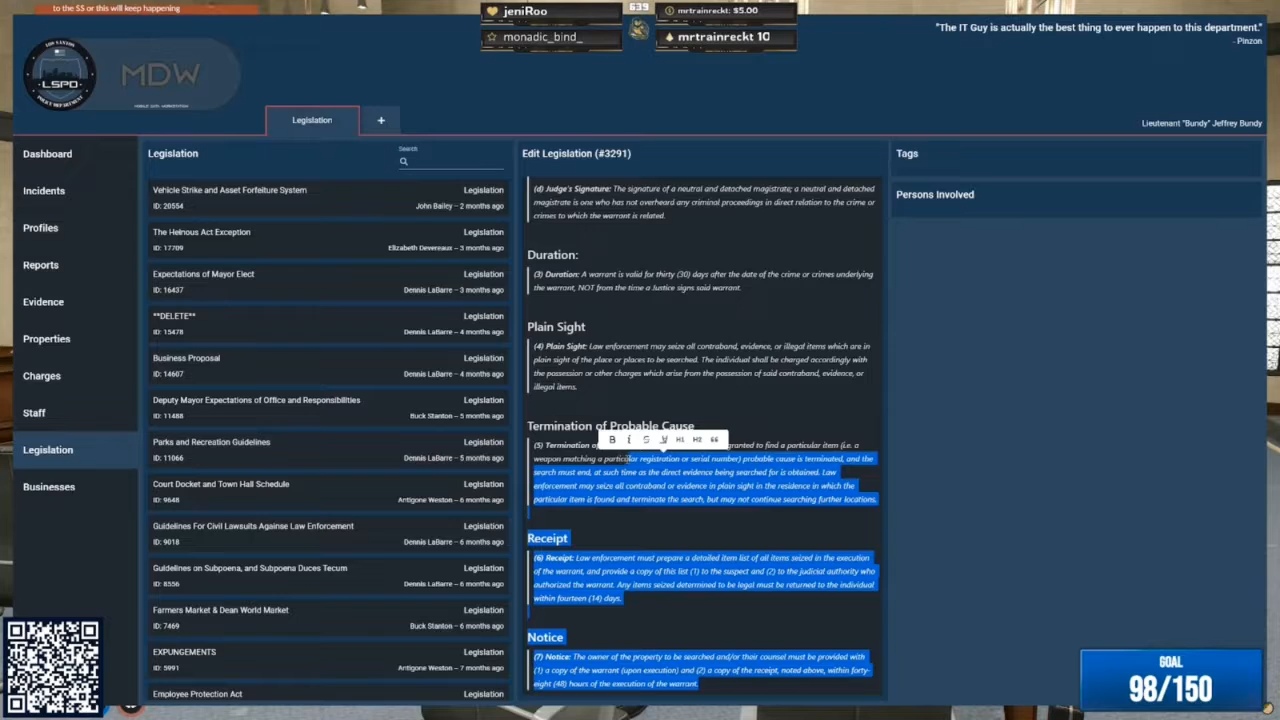 to the $$ or this will keep happening
jeniRoo
mrtrainreckt: $5.00
monadic_bind_
mrtrainreckt 10
"The IT Guy is actually the best thing to ever happen to this department."
- Pinzon
LSPD
MDW
Legislation
+
Lieutenant "Bundy" Jeffrey Bundy
Dashboard
Incidents
Profiles
Reports
Evidence
Properties
Charges
Staff
Legislation
Businesses
Legislation
Search
Vehicle Strike and Asset Forfeiture System Legislation
ID: 20554 John Bailey – 2 months ago
The Heinous Act Exception Legislation
ID: 17709 Elizabeth Devereaux – 3 months ago
Expectations of Mayor Elect Legislation
ID: 16437 Dennis LaBarre – 3 months ago
**DELETE** Legislation
ID: 15478 Dennis LaBarre – 4 months ago
Business Proposal Legislation
ID: 14607 Dennis LaBarre – 4 months ago
Deputy Mayor Expectations of Office and Responsibilities Legislation
ID: 11488 Buck Stanton – 5 months ago
Parks and Recreation Guidelines Legislation
ID: 11066 Dennis LaBarre – 5 months ago
Court Docket and Town Hall Schedule Legislation
ID: 9648 Antigone Weston – 6 months ago
Guidelines For Civil Lawsuits Against Law Enforcement Legislation
ID: 9018 Dennis LaBarre – 6 months ago
Guidelines on Subpoena, and Subpoena Duces Tecum Legislation
ID: 8556 Dennis LaBarre – 6 months ago
Farmers Market & Dean World Market Legislation
ID: 7469 Buck Stanton – 6 months ago
EXPUNGEMENTS Legislation
ID: 5991 Antigone Weston – 7 months ago
Employee Protection Act Legislation
Edit Legislation (#3291)
(d) Judge's Signature: The signature of a neutral and detached magistrate; a neutral and detached
magistrate is one who has not overheard any criminal proceedings in direct relation to the crime or
crimes to which the warrant is related.
Duration:
(3) Duration: A warrant is valid for thirty (30) days after the date of the crime or crimes underlying
the warrant, NOT from the time a Justice signs said warrant.
Plain Sight
(4) Plain Sight: Law enforcement may seize all contraband, evidence, or illegal items which are in
plain sight of the place or places to be searched. The individual shall be charged accordingly with
the possession or other charges which arise from the possession of said contraband, evidence, or
illegal items.
Termination of Probable Cause
B i S H1 H2 “
(5) Termination of granted to find a particular item (i.e. a
weapon matching a particular registration or serial number) probable cause is terminated, and the
search must end, at such time as the direct evidence being searched for is obtained. Law
enforcement may seize all contraband or evidence in plain sight in the residence in which the
particular item is found and terminate the search, but may not continue searching further locations.
Receipt
(6) Receipt: Law enforcement must prepare a detailed item list of all items seized in the execution
of the warrant, and provide a copy of this list (1) to the suspect and (2) to the judicial authority who
authorized the warrant. Any items seized determined to be legal must be returned to the individual
within fourteen (14) days.
Notice
(7) Notice: The owner of the property to be searched and/or their counsel must be provided with
(1) a copy of the warrant (upon execution) and (2) a copy of the receipt, noted above, within forty-
eight (48) hours of the execution of the warrant.
Tags
Persons Involved
GOAL
98/150